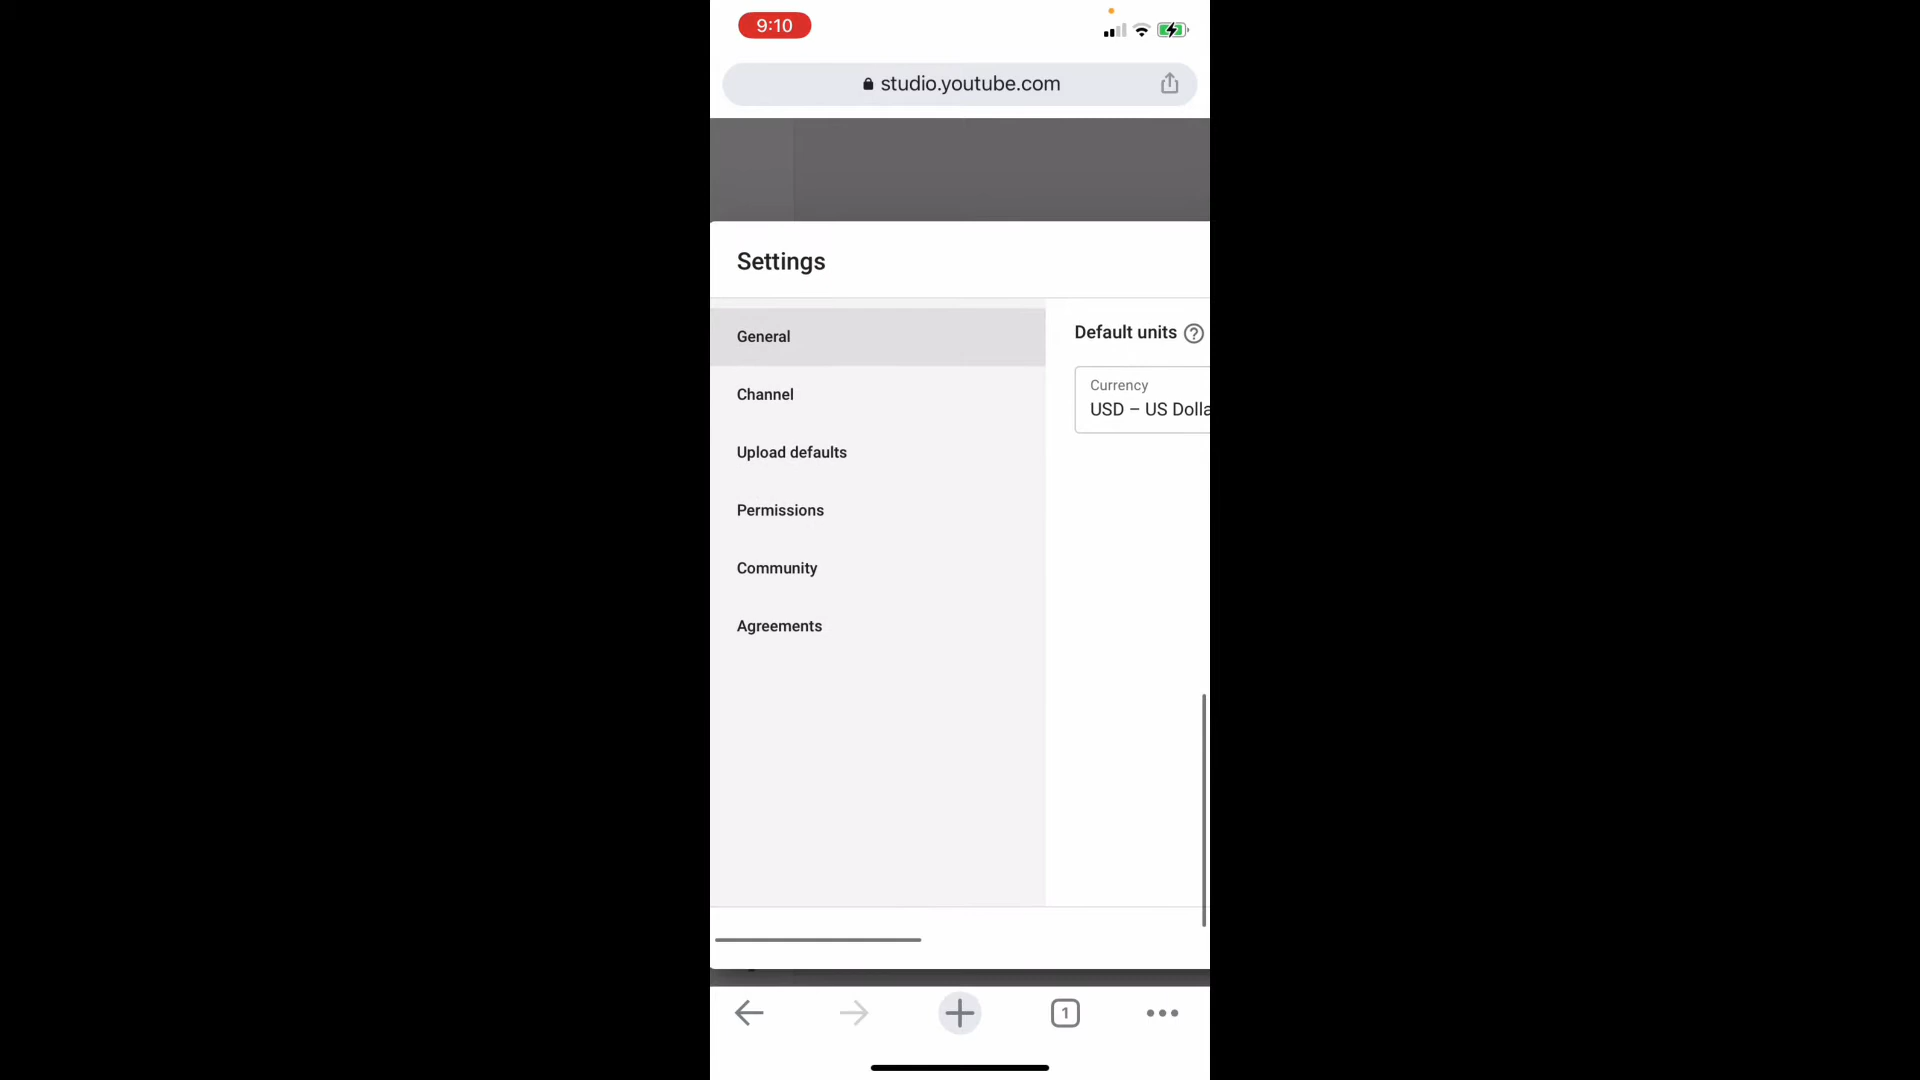 9:10
studio.youtube.com
Settings
General
Default units ?
Channel
Currency
USD – US Dolla
Upload defaults
Permissions
Community
Agreements
1